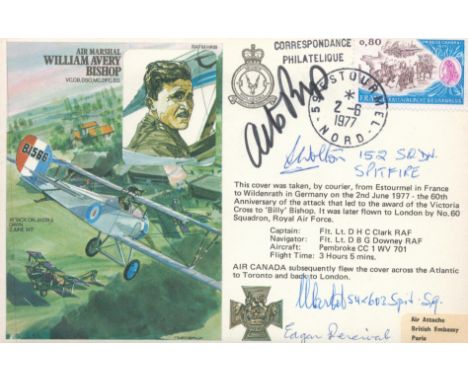 AIR MARSHAL
WILLIAM AVERY
BISHOP
VC, CB, DSO, MC, DFC, ED
B1566
CORRESPONDANCE
PHILATELIQUE
0,80
59 ESTOURMEL
2-6
1977
NORD
152 SQDN
SPITFIRE
This cover was taken, by courier, from Estourmel in France
to Wildenrath in Germany on the 2nd June 1977 - the 60th
Anniversary of the attack that led to the award of the Victoria
Cross to 'Billy' Bishop. It was later flown to London by No. 60
Squadron, Royal Air Force.
Captain: Flt. Lt. D H C Clark RAF
Navigator: Flt. Lt. D B G Downey RAF
Aircraft: Pembroke CC 1 WV 701
Flight Time: 3 Hours 5 mins.
AIR CANADA subsequently flew the cover across the Atlantic
to Toronto and back to London.
54 & 602 Spit. Sq.
Edgar Percival
Air Attache
British Embassy
Paris